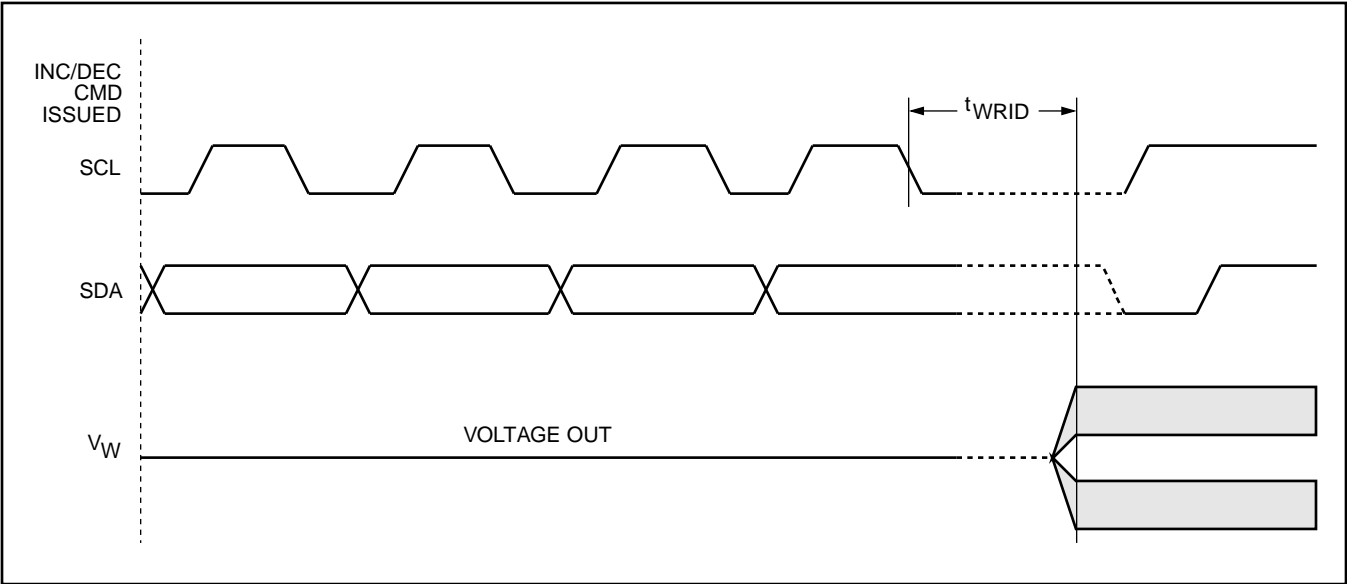 INC/DEC
CMD
ISSUED
tWRID
SCL
SDA
VOLTAGE OUT
VW